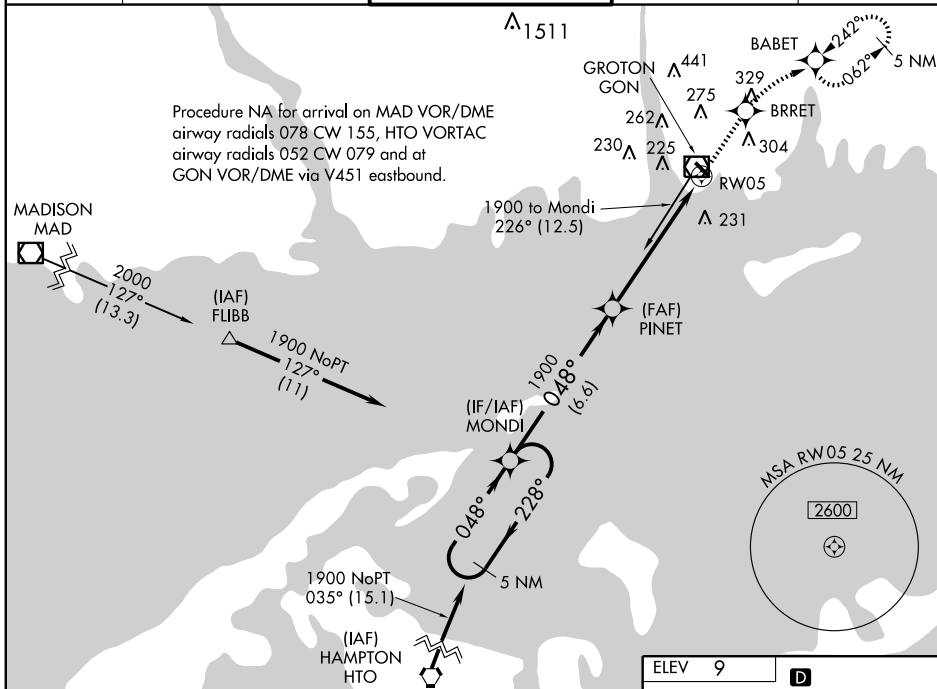 1511
BABET
242°
062°
5 NM
GROTON
GON
441
275
329
BRRET
262
304
230
225
RW05
231
Procedure NA for arrival on MAD VOR/DME
airway radials 078 CW 155, HTO VORTAC
airway radials 052 CW 079 and at
GON VOR/DME via V451 eastbound.
1900 to Mondi
226° (12.5)
MADISON
MAD
2000
127°
(13.3)
(IAF)
FLIBB
1900 NoPT
127°
(11)
(FAF)
PINET
1900
048°
(6.6)
(IF/IAF)
MONDI
048°
228°
5 NM
MSA RW05 25 NM
2600
1900 NoPT
035° (15.1)
(IAF)
HAMPTON
HTO
ELEV 9
D